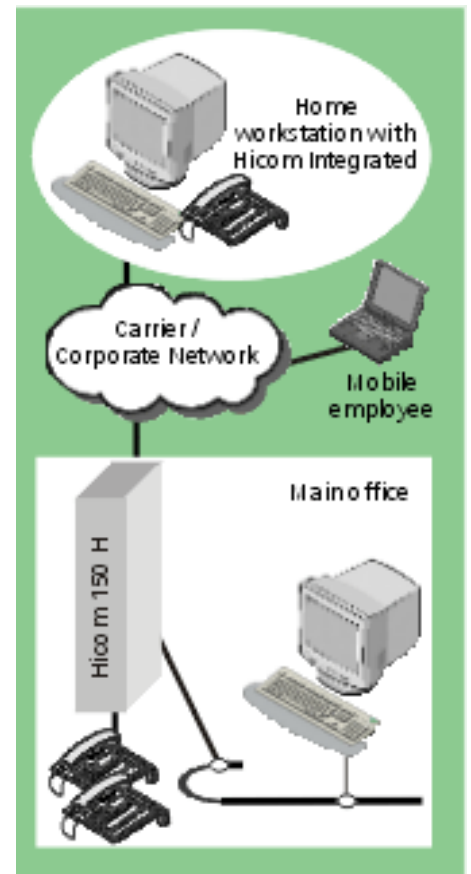 Home
workstation with
Hicom Integrated
Carrier /
Corporate Network
Mobile
employee
Main office
Hicom 150 H